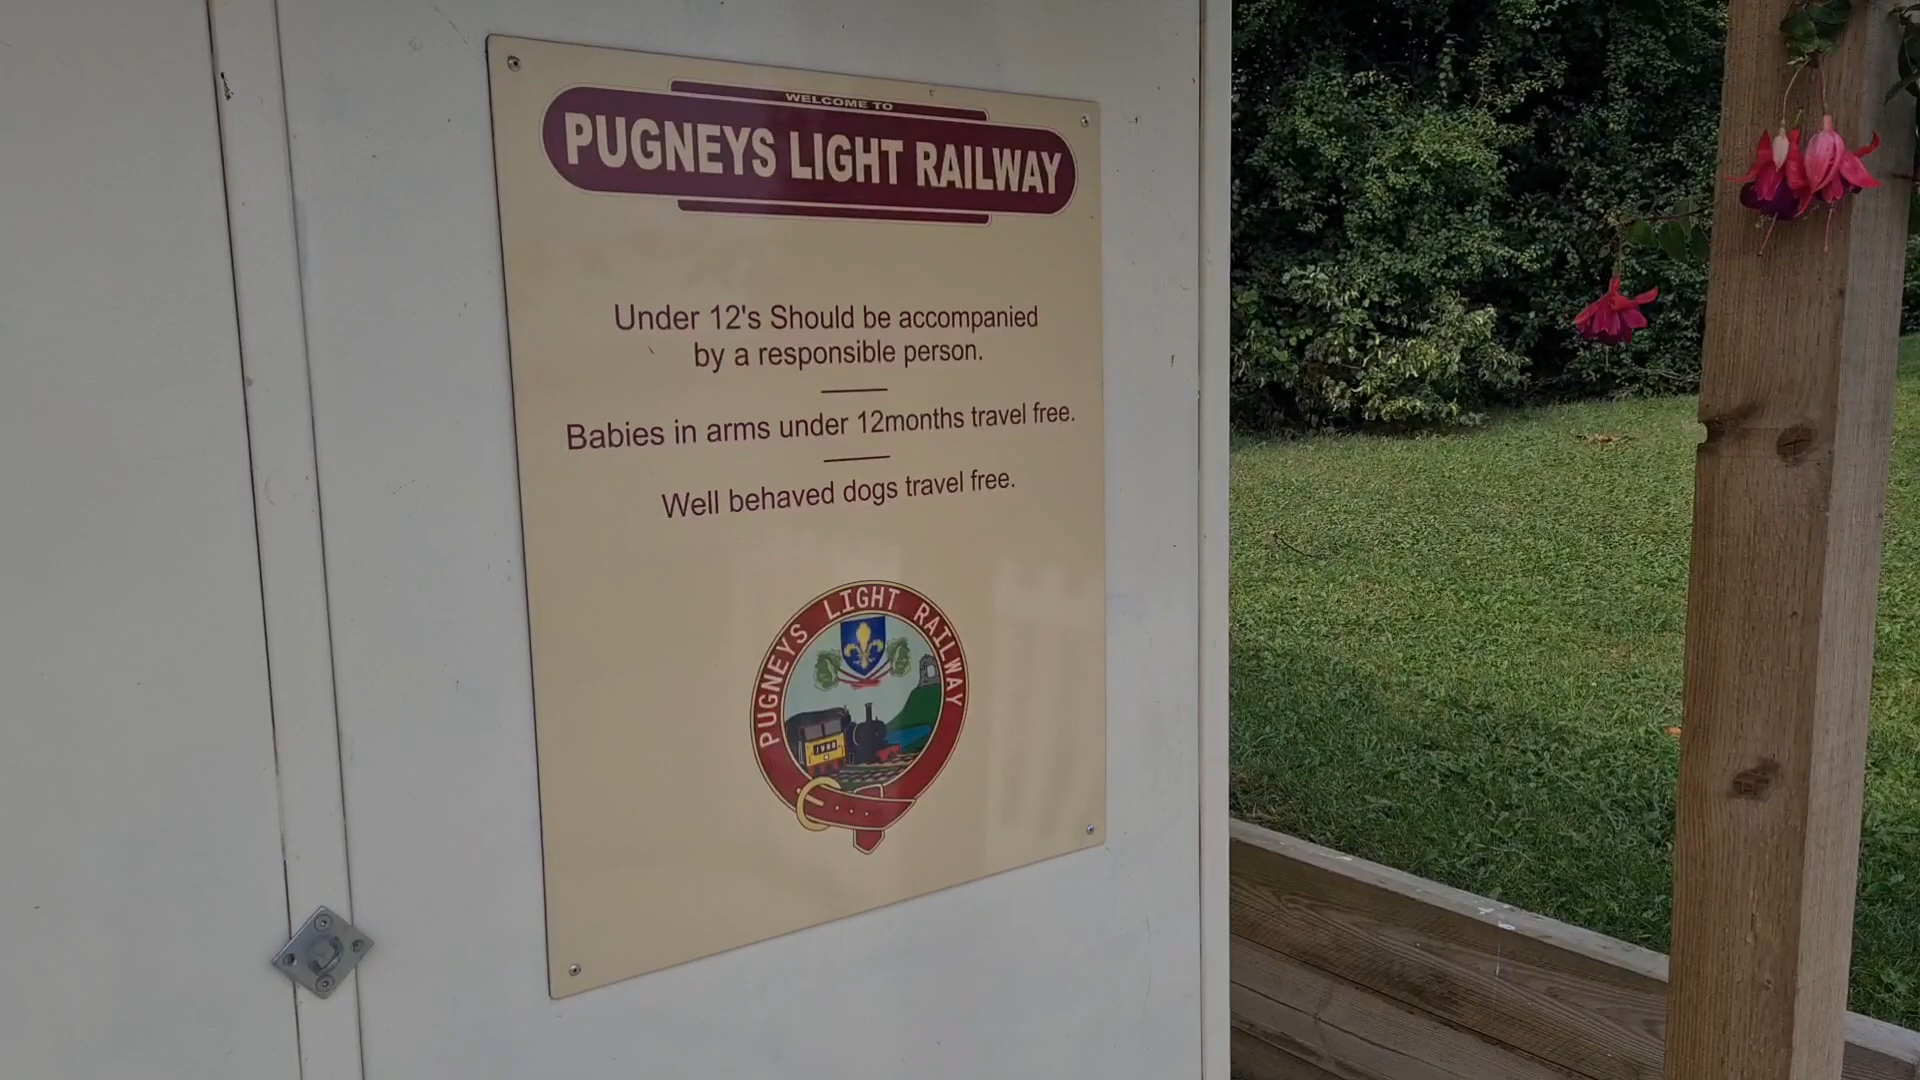 WELCOME TO
PUGNEYS LIGHT RAILWAY
Under 12's Should be accompanied
by a responsible person.
Babies in arms under 12months travel free.
Well behaved dogs travel free.
PUGNEYS LIGHT RAILWAY